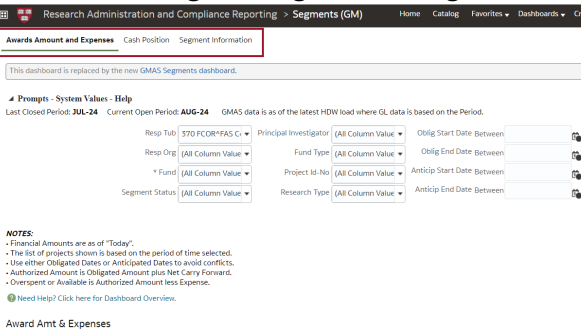 Research Administration and Compliance Reporting > Segments (GM) Home Catalog Favorites Dashboards
Awards Amount and Expenses Cash Position Segment Information
This dashboard is replaced by the new GMAS Segments dashboard.
Prompts - System Values - Help
Last Closed Period: JUL-24 Current Open Period: AUG-24 GMAS data is as of the latest HDW load where GL data is based on the Period.
Resp Tub 370 FCOR^FAS Principal Investigator (All Column Value Oblig Start Date Between
Resp Org (All Column Value Fund Type (All Column Value Oblig End Date Between
* Fund (All Column Value Project Id-No (All Column Value Anticip Start Date Between
Segment Status (All Column Value Research Type (All Column Value Anticip End Date Between
NOTES:
• Financial Amounts are as of "Today".
• The list of projects shown is based on the period of time selected.
• Use either Obligated Dates or Anticipated Dates to avoid conflicts.
• Authorized Amount is Obligated Amount plus Net Carry Forward.
• Overspent or Available is Authorized Amount less Expense.
Need Help? Click here for Dashboard Overview.
Award Amt & Expenses